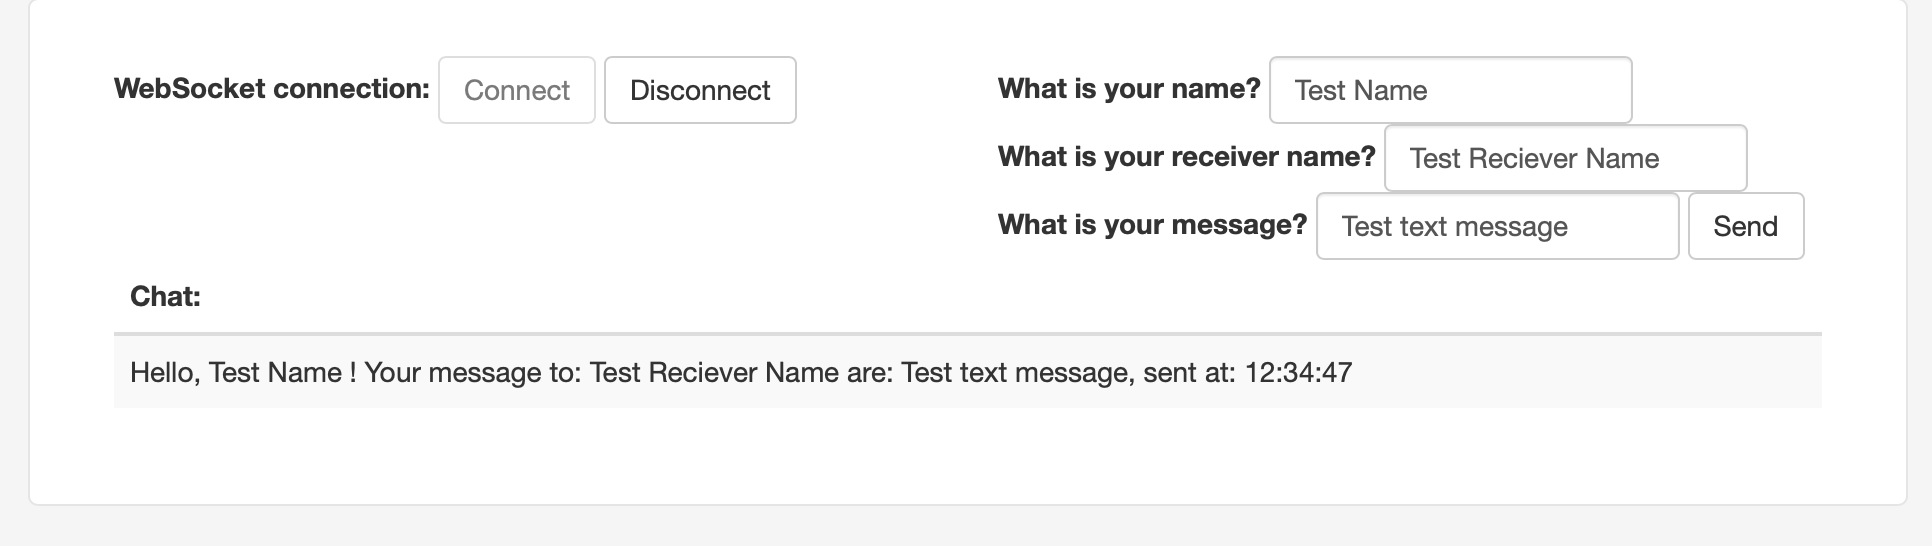 WebSocket connection: Connect Disconnect
What is your name? Test Name
What is your receiver name? Test Reciever Name
What is your message? Test text message Send
Chat:
Hello, Test Name ! Your message to: Test Reciever Name are: Test text message, sent at: 12:34:47